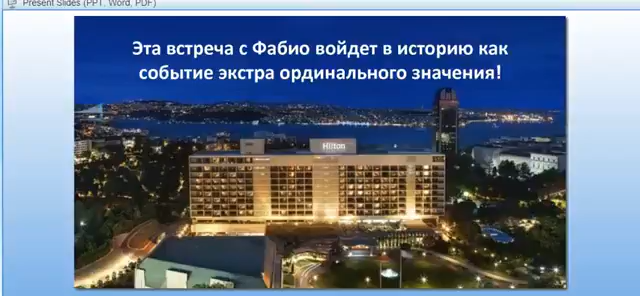 Present Slides (PPT, Word, PDF)
Эта встреча с Фабио войдет в историю как
событие экстра ординального значения!
Hilton